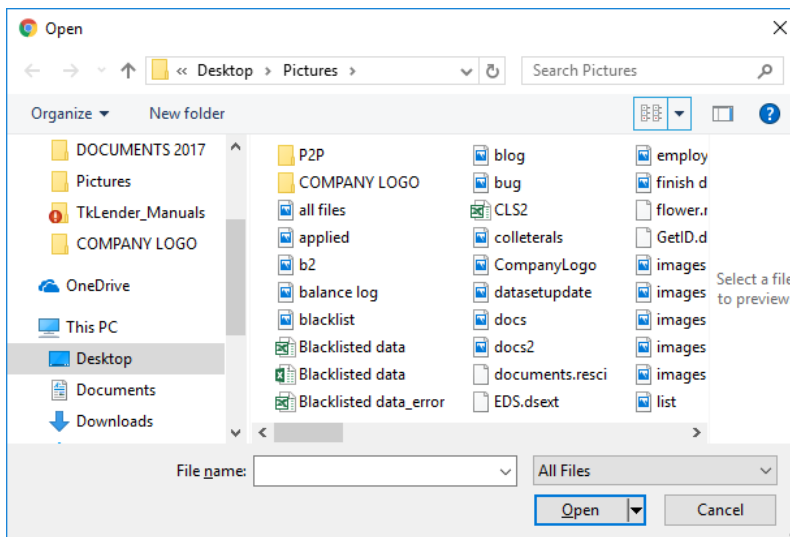 Open
« Desktop > Pictures >
Search Pictures
Organize
New folder
DOCUMENTS 2017
Pictures
TkLender_Manuals
COMPANY LOGO
OneDrive
This PC
Desktop
Documents
Downloads
P2P
COMPANY LOGO
all files
applied
b2
balance log
blacklist
Blacklisted data
Blacklisted data
Blacklisted data_error
blog
bug
CLS2
colleterals
CompanyLogo
datasetupdate
docs
docs2
documents.resci
EDS.dsext
employ
finish d
flower.r
GetID.d
images
images
images
images
images
list
Select a file
to preview
File name:
All Files
Open
Cancel